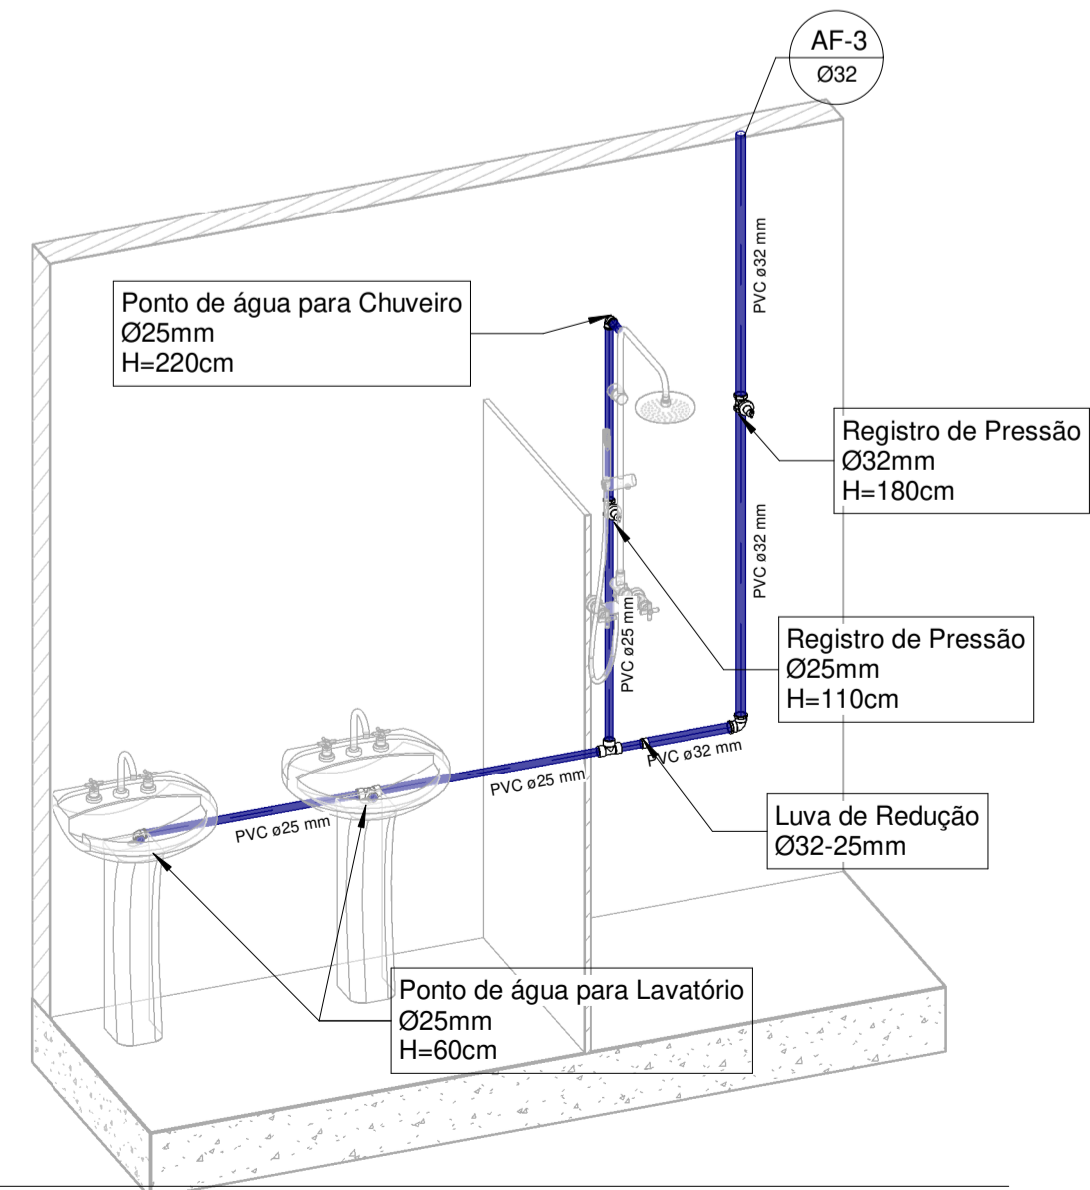 AF-3
Ø32
PVC ø32 mm
Ponto de água para Chuveiro
Ø25mm
H=220cm
Registro de Pressão
Ø32mm
H=180cm
PVC ø32 mm
PVC ø25 mm
Registro de Pressão
Ø25mm
H=110cm
PVC ø32 mm
PVC ø25 mm
PVC ø25 mm
Luva de Redução
Ø32-25mm
Ponto de água para Lavatório
Ø25mm
H=60cm